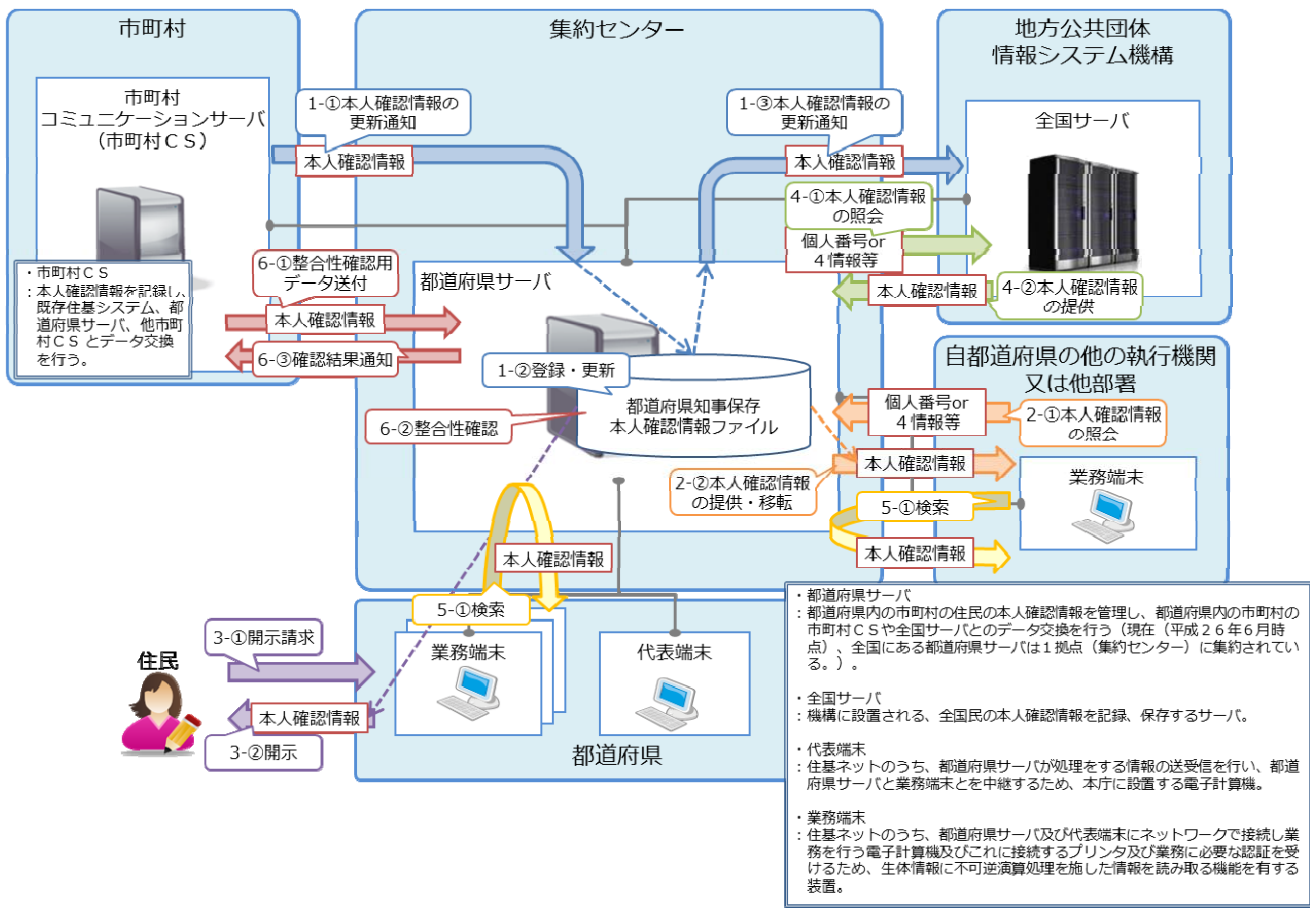 市町村
市町村
コミュニケーションサーバ
（市町村ＣＳ）
・市町村ＣＳ
：本人確認情報を記録し、
既存住基システム、都
道府県サーバ、他市町
村ＣＳ とデータ交換
を行う。
集約センター
1-①本人確認情報の
更新通知
本人確認情報
1-③本人確認情報の
更新通知
本人確認情報
地方公共団体
情報システム機構
全国サーバ
4-①本人確認情報
の照会
個人番号or
４情報等
本人確認情報
4-②本人確認情報
の提供
6-①整合性確認用
データ送付
本人確認情報
6-③確認結果通知
都道府県サーバ
1-②登録・更新
6-②整合性確認
都道府県知事保存
本人確認情報ファイル
自都道府県の他の執行機関
又は他部署
個人番号or
４情報等
2-①本人確認情報
の照会
本人確認情報
2-②本人確認情報
の提供・移転
業務端末
5-①検索
本人確認情報
本人確認情報
5-①検索
業務端末
代表端末
都道府県
住民
3-①開示請求
本人確認情報
3-②開示
・都道府県サーバ
：都道府県内の市町村の住民の本人確認情報を管理し、都道府県内の市町村の
市町村ＣＳや全国サーバとのデータ交換を行う（現在（平成２６年６月時
点）、全国にある都道府県サーバは１拠点（集約センター）に集約されてい
る。）。
・全国サーバ
：機構に設置される、全国民の本人確認情報を記録、保存するサーバ。
・代表端末
：住基ネットのうち、都道府県サーバが処理をする情報の送受信を行い、都道
府県サーバと業務端末とを中継するため、本庁に設置する電子計算機。
・業務端末
：住基ネットのうち、都道府県サーバ及び代表端末にネットワークで接続し業
務を行う電子計算機及びこれに接続するプリンタ及び業務に必要な認証を受
けるため、生体情報に不可逆演算処理を施した情報を読み取る機能を有する
装置。